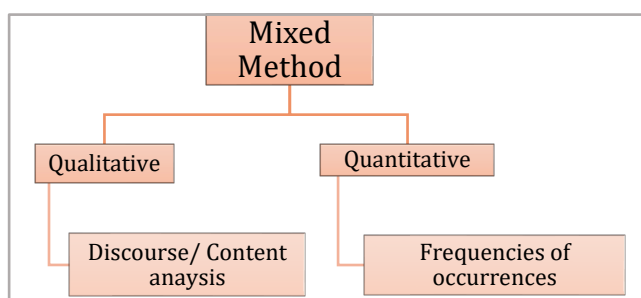 Mixed
Method
Qualitative
Quantitative
Discourse/ Content
anaysis
Frequencies of
occurrences